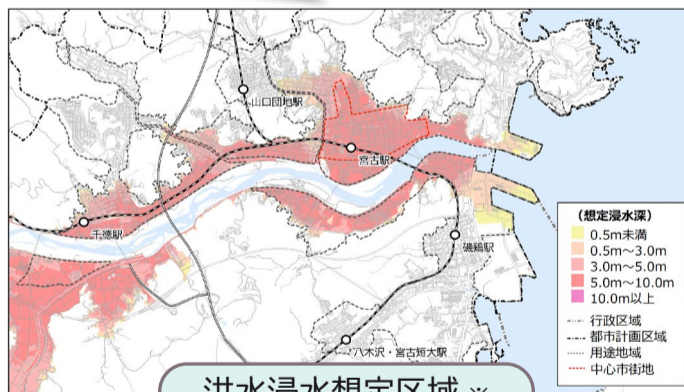 山口団地駅
宮古駅
千徳駅
磯鶏駅
八木沢・宮古短大駅
(想定浸水深)
0.5m未満
0.5m~3.0m
3.0m~5.0m
5.0m~10.0m
10.0m以上
行政区域
都市計画区域
用途地域
中心市街地
洪水浸水想定区域 ※